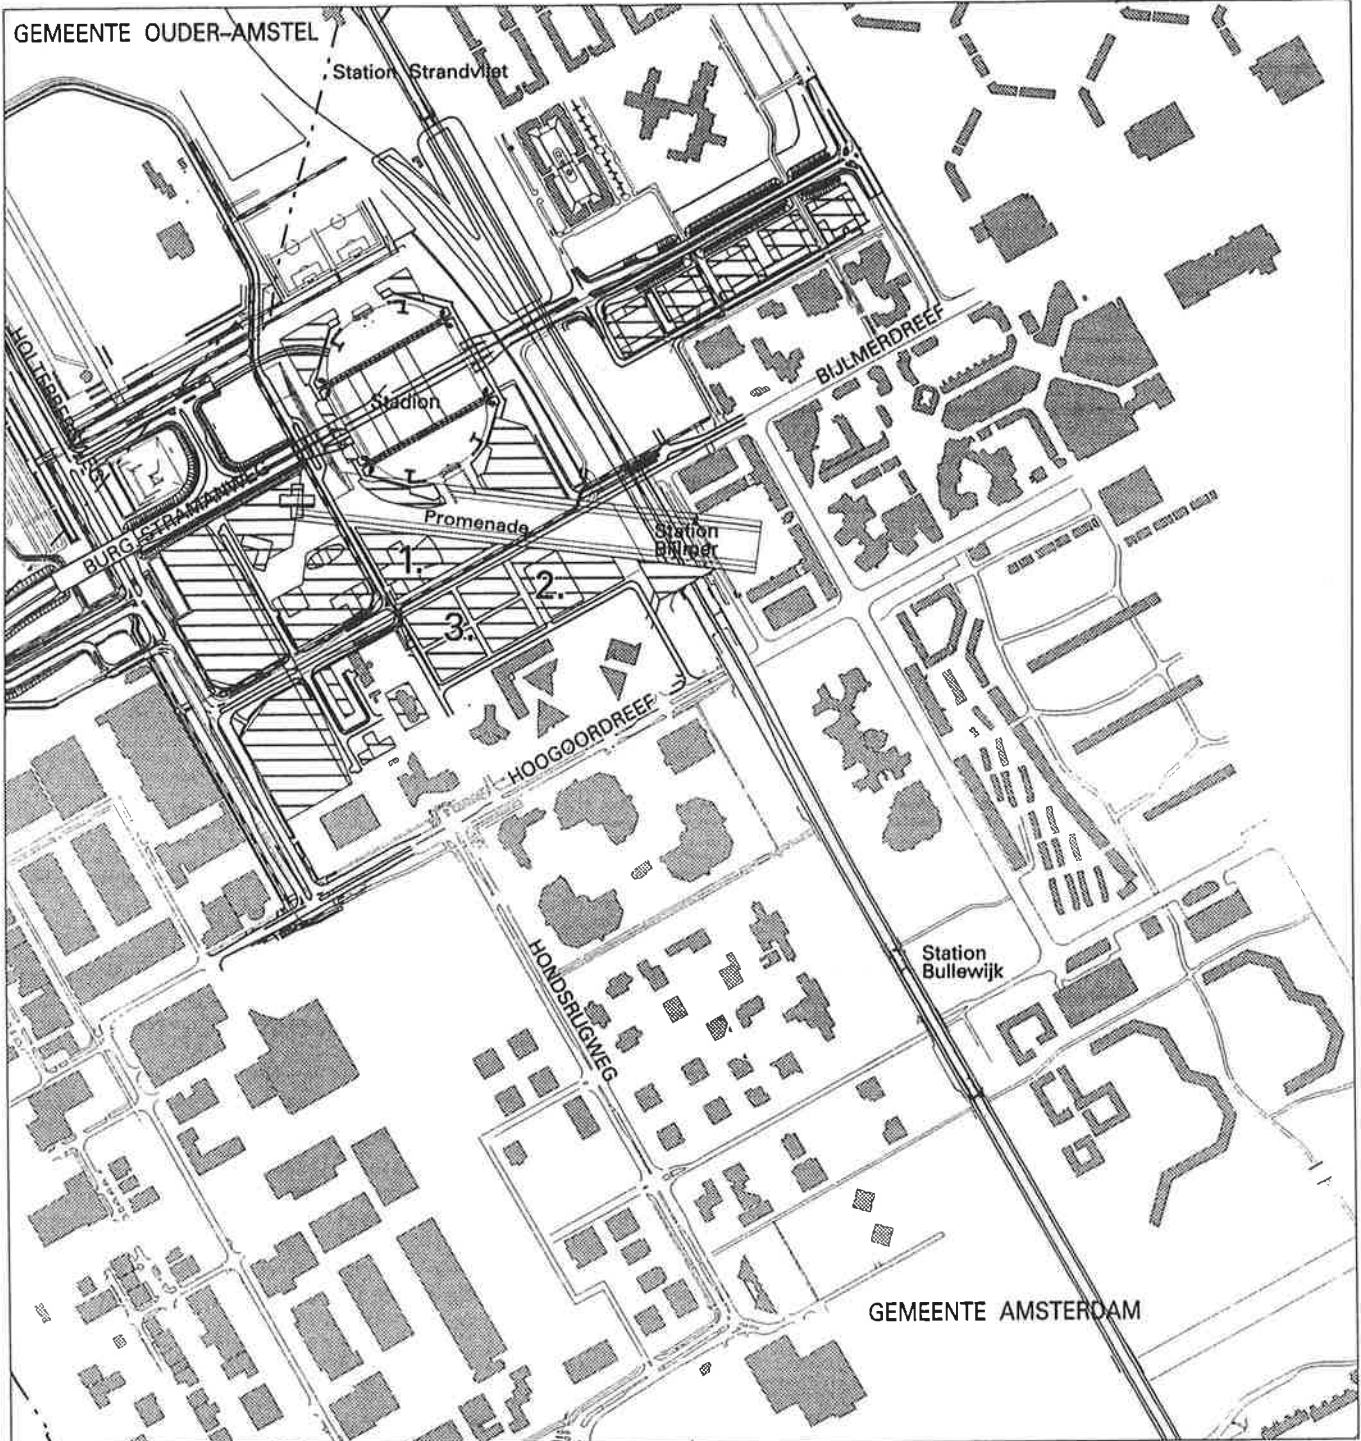 GEMEENTE OUDER-AMSTEL
Station Strandvliet
HOLTERBERG
BIJLMERDREEF
Stadion
BURG. STRAMANWEG
Promenade
Station
Bijlmer
1.
2.
3.
HOOGOORDREEF
HONDSRUGWEG
Station
Bullewijk
GEMEENTE AMSTERDAM